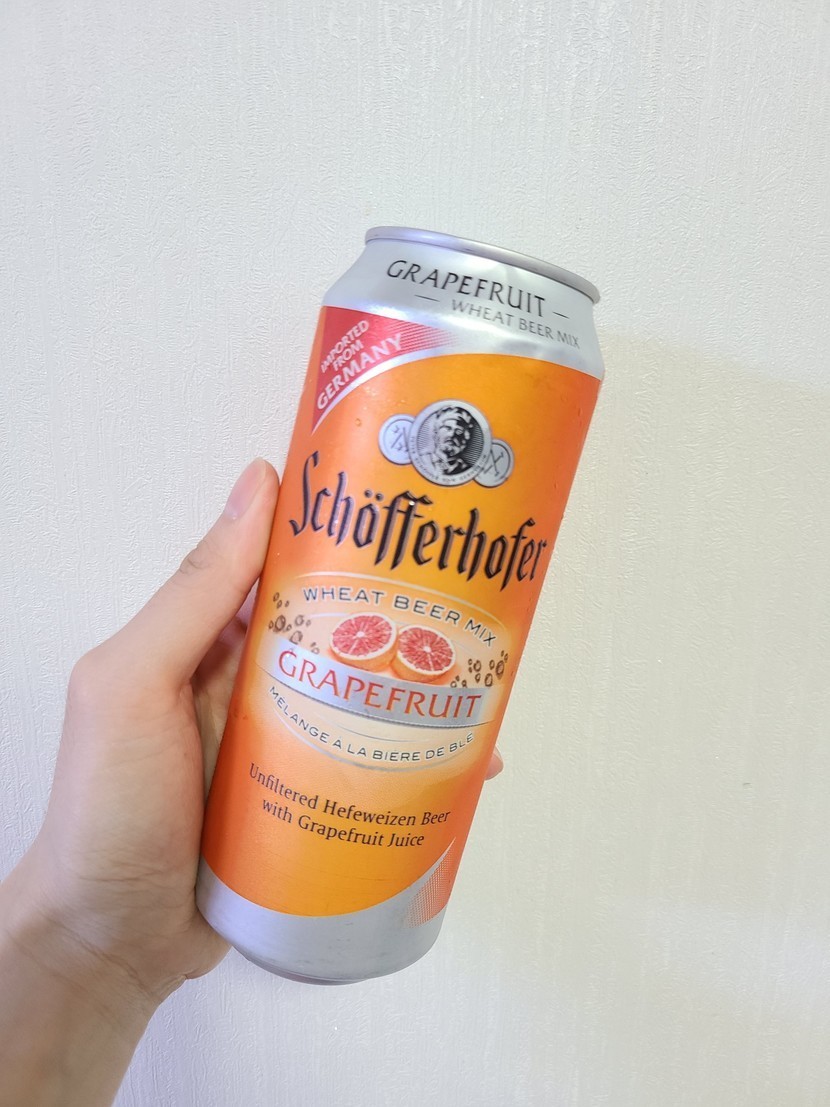 GRAPEFRUIT
— WHEAT BEER MIX —
IMPORTED
FROM
GERMANY
Schöfferhofer
WHEAT BEER MIX
GRAPEFRUIT
MÉLANGE À LA BIÈRE DE BLÉ
Unfiltered Hefeweizen Beer
with Grapefruit Juice